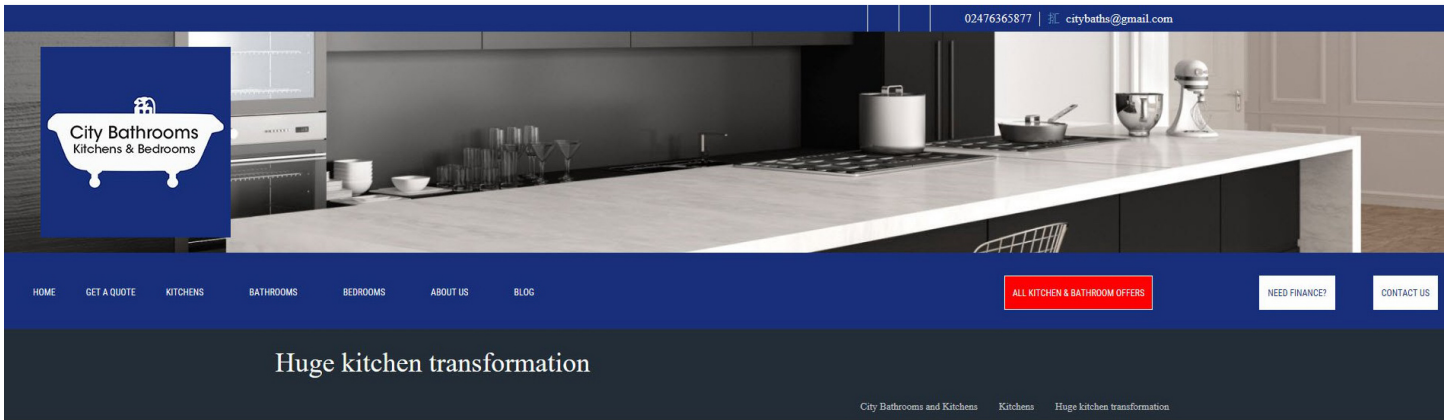 02476365877 | 扛 citybaths@gmail.com
City Bathrooms
Kitchens & Bedrooms
HOME GET A QUOTE KITCHENS BATHROOMS BEDROOMS ABOUT US BLOG ALL KITCHEN & BATHROOM OFFERS NEED FINANCE? CONTACT US
Huge kitchen transformation
City Bathrooms and Kitchens Kitchens Huge kitchen transformation